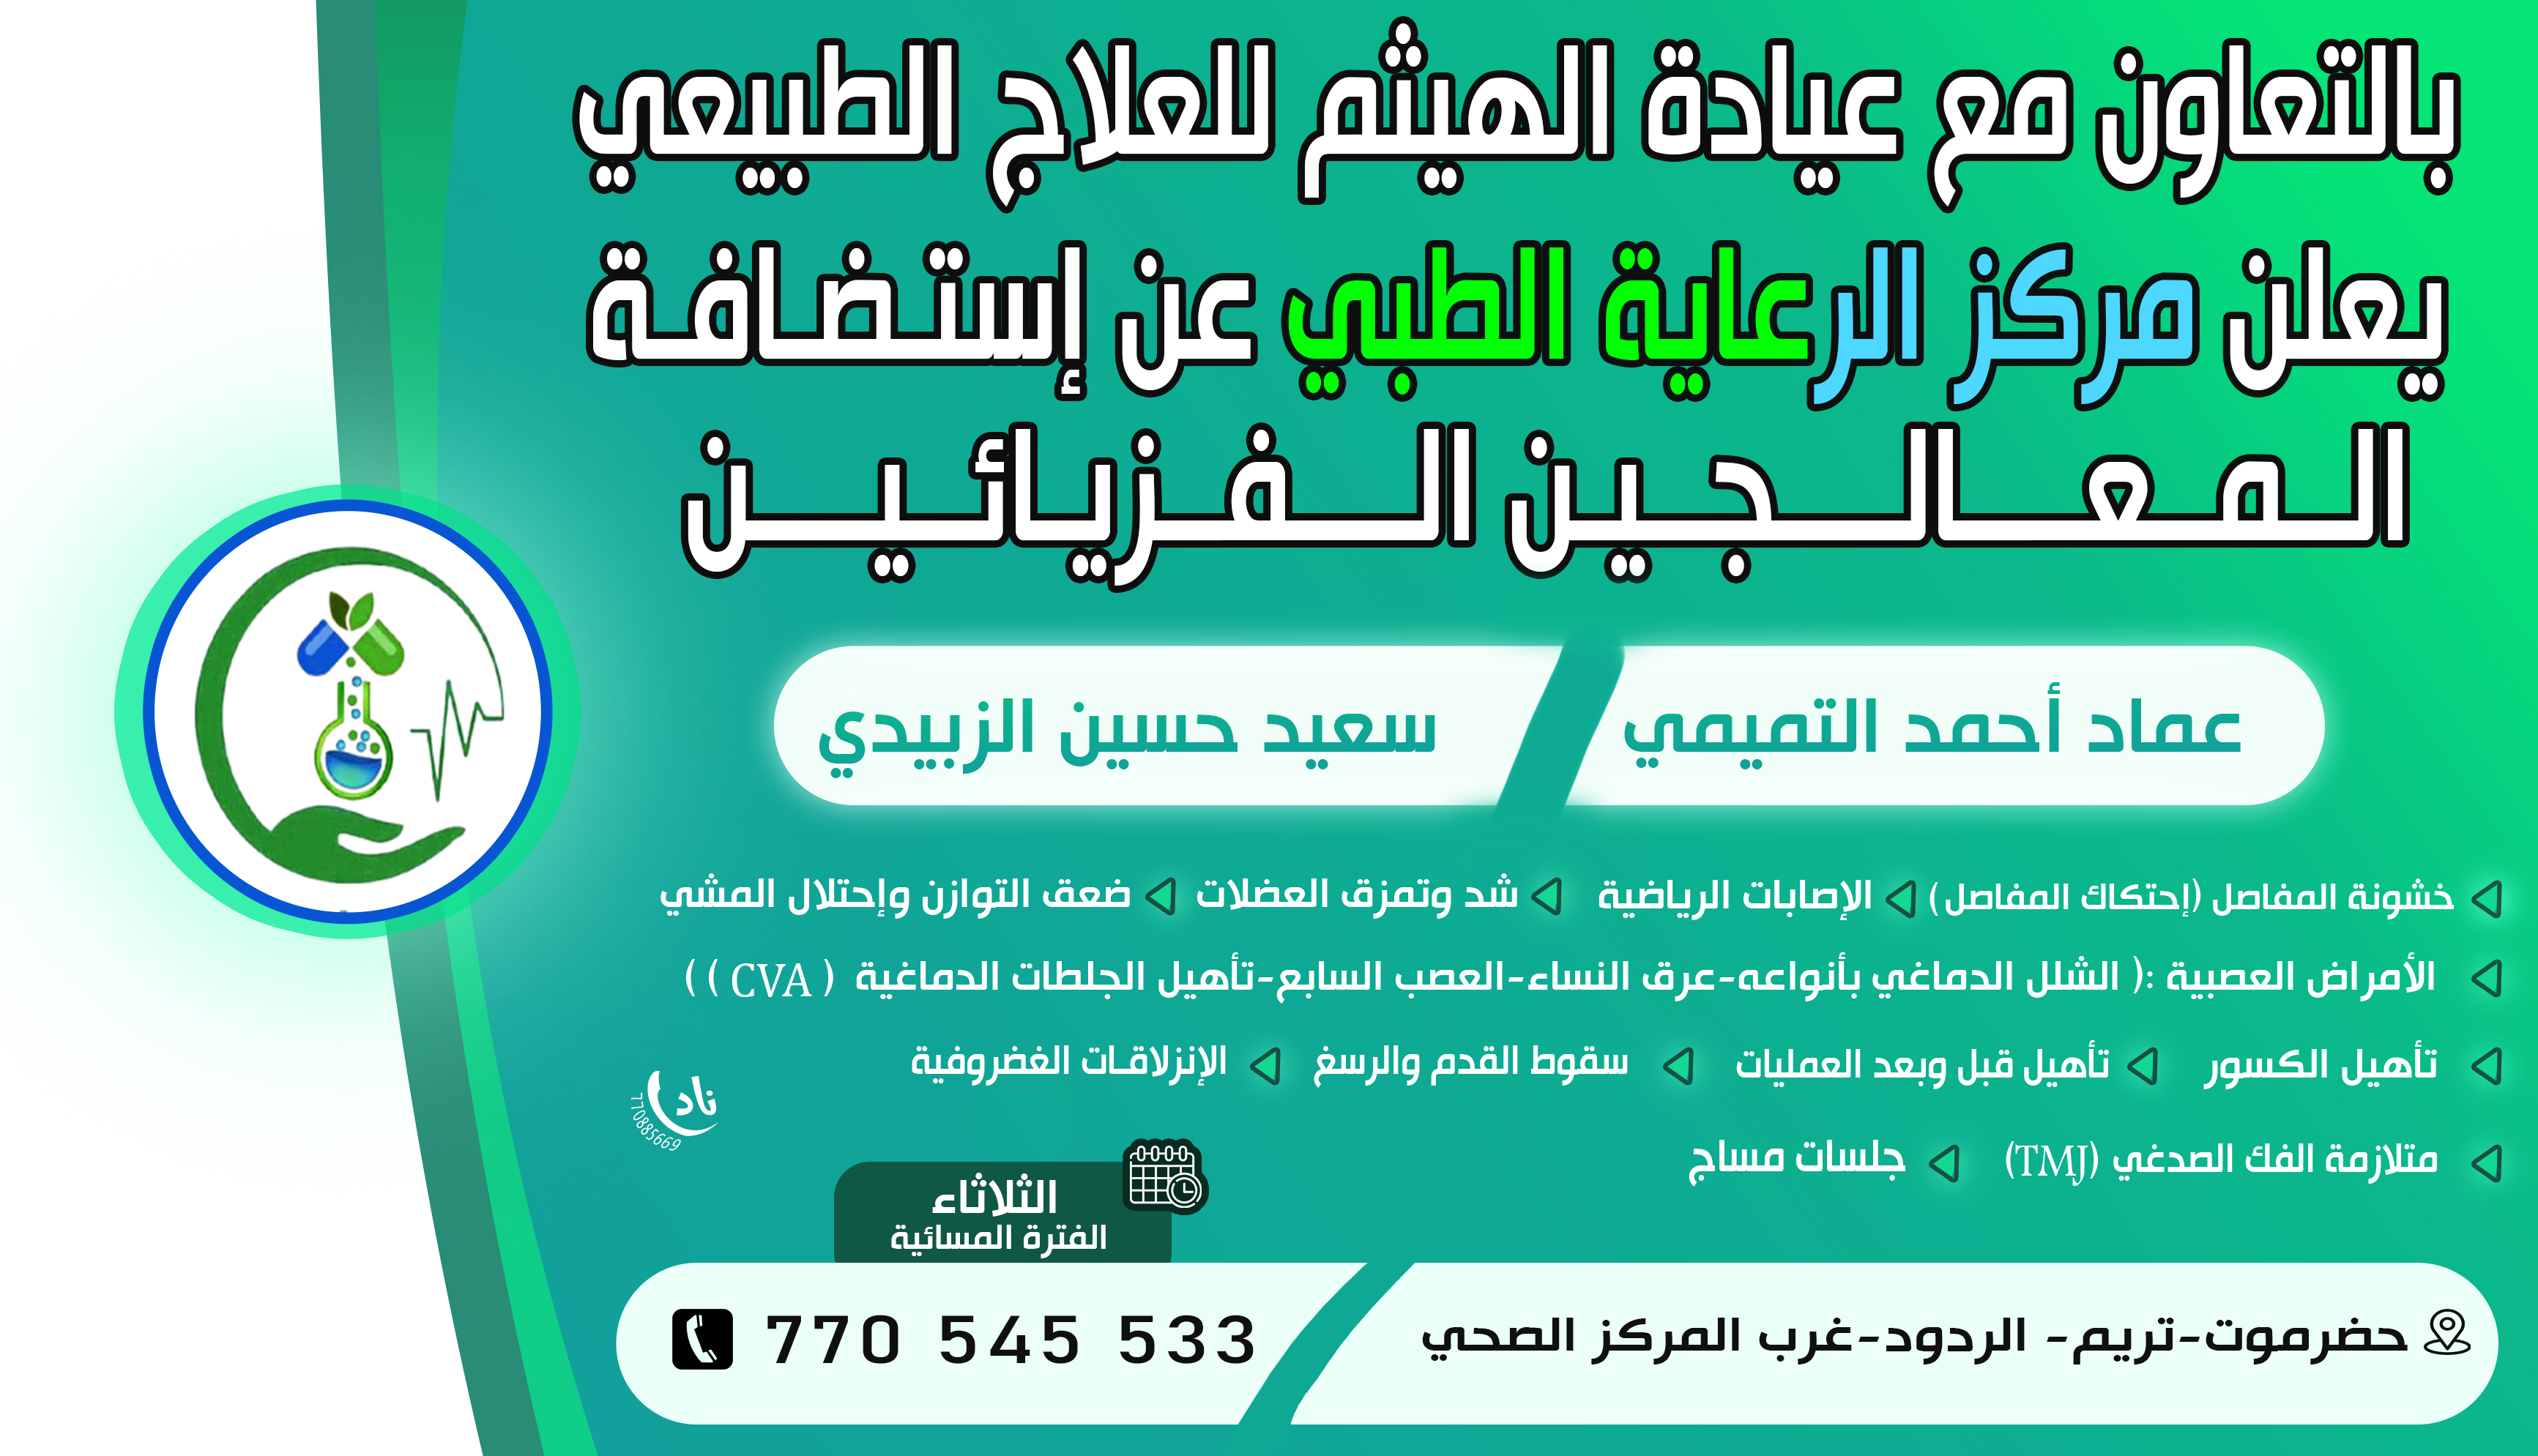 بالتعاون مع عيادة الهيثم للعلاج الطبيعي
يعلن مركز الرعاية الطبي عن إستضافة
المعالجين الفزيائيين
عماد أحمد التميمي
سعيد حسين الزبيدي
خشونة المفاصل (إحتكاك المفاصل) الإصابات الرياضية شد وتمزق العضلات ضعق التوازن وإحتلال المشي
الأمراض العصبية :( الشلل الدماغي بأنواعه-عرق النساء-العصب السابع-تأهيل الجلطات الدماغية (CVA))
تأهيل الكسور تأهيل قبل وبعد العمليات سقوط القدم والرسغ الإنزلاقات الغضروفية
متلازمة الفك الصدغي (TMJ) جلسات مساج
ناد
770885669
الثلاثاء
الفترة المسائية
حضرموت-تريم- الردود-غرب المركز الصحي
770 545 533